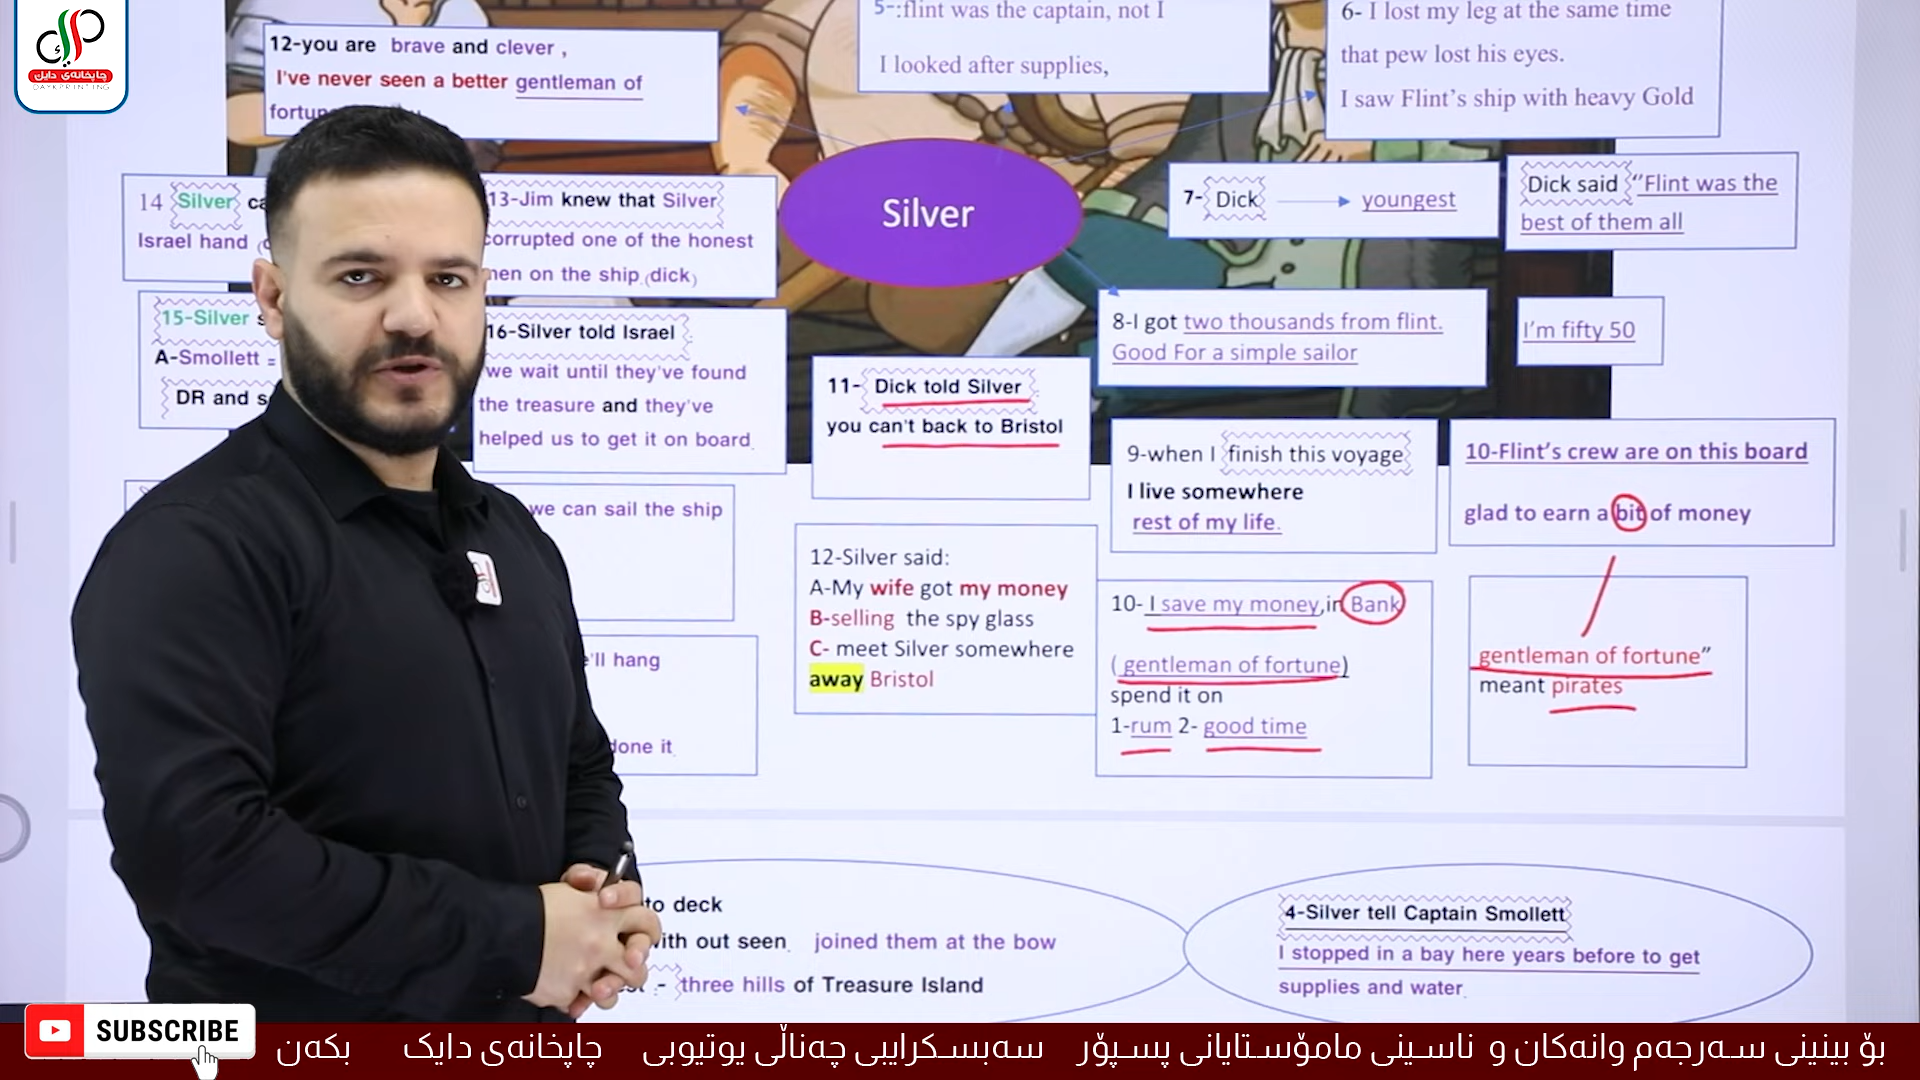 چاپخانەی دایک
DAYK PRINTING
12-you are brave and clever ,
I've never seen a better gentleman of
5-:flint was the captain, not I
I looked after supplies,
6- I lost my leg at the same time
that pew lost his eyes.
I saw Flint's ship with heavy Gold
14 Silver
Israel hand
13-Jim knew that Silver
corrupted one of the honest
men on the ship (dick)
Silver
7- Dick youngest
Dick said "Flint was the
best of them all
15-Silver
A-Smollett =
DR and
16-Silver told Israel
we wait until they've found
the treasure and they've
helped us to get it on board.
8-I got two thousands from flint.
Good For a simple sailor
I'm fifty 50
11- Dick told Silver
you can't back to Bristol
9-when I finish this voyage
I live somewhere
rest of my life.
10-Flint's crew are on this board
glad to earn a bit of money
we can sail the ship
12-Silver said:
A-My wife got my money
B-selling the spy glass
C- meet Silver somewhere
away Bristol
10- I save my money,in Bank
( gentleman of fortune)
spend it on
1-rum 2- good time
gentleman of fortune"
meant pirates
'll hang
done it.
to deck
with out seen. joined them at the bow
.- three hills of Treasure Island
4-Silver tell Captain Smollett
I stopped in a bay here years before to get
supplies and water.
SUBSCRIBE
بۆ بینینی سەرجەم وانەکان و ناسینی مامۆستایانی پسپۆڕ سەبسکرایبی چەناڵی یوتیوبی چاپخانەی دایک بکەن